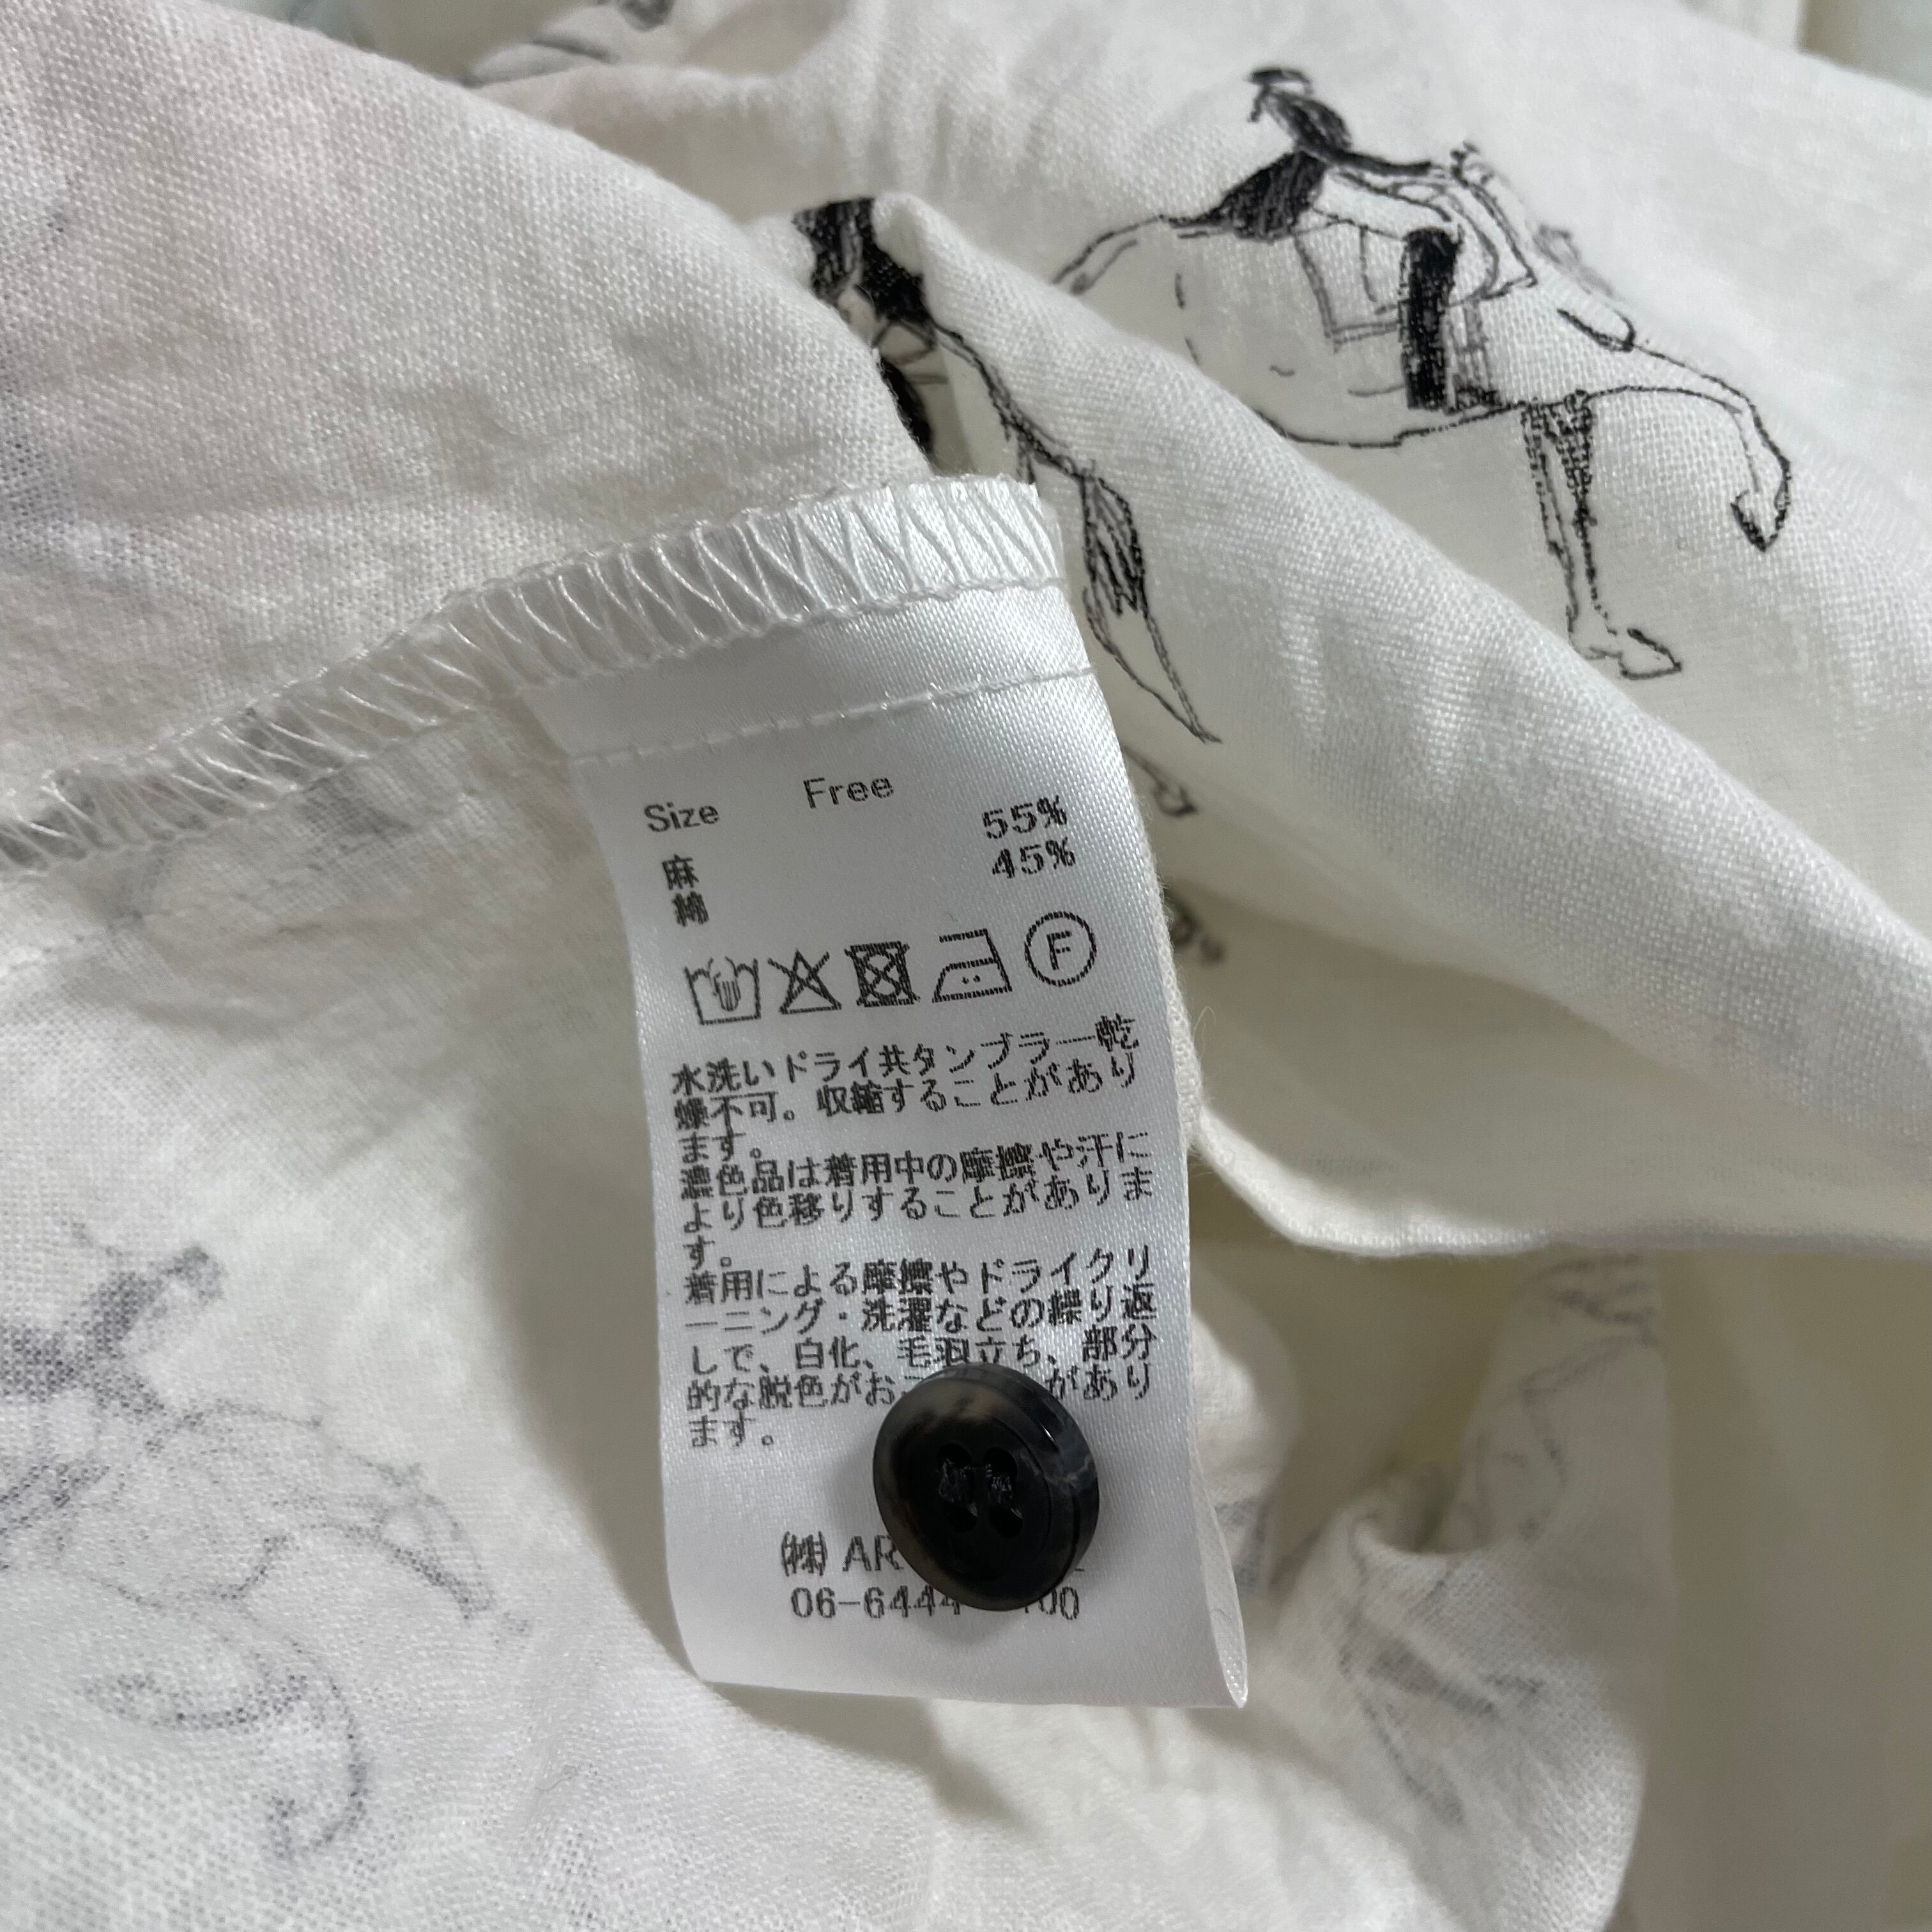 Size Free
麻 55%
綿 45%
F
水洗いドライ共タンブラー乾
燥不可。収縮することがあり
ます。
濃色品は着用中の摩擦や汗に
より色移りすることがありま
す。
着用による摩擦やドライクリ
ーニング・洗濯などの繰り返
しで、白化、毛羽立ち、部分
的な脱色がお があり
ます。
㈱
06-6444